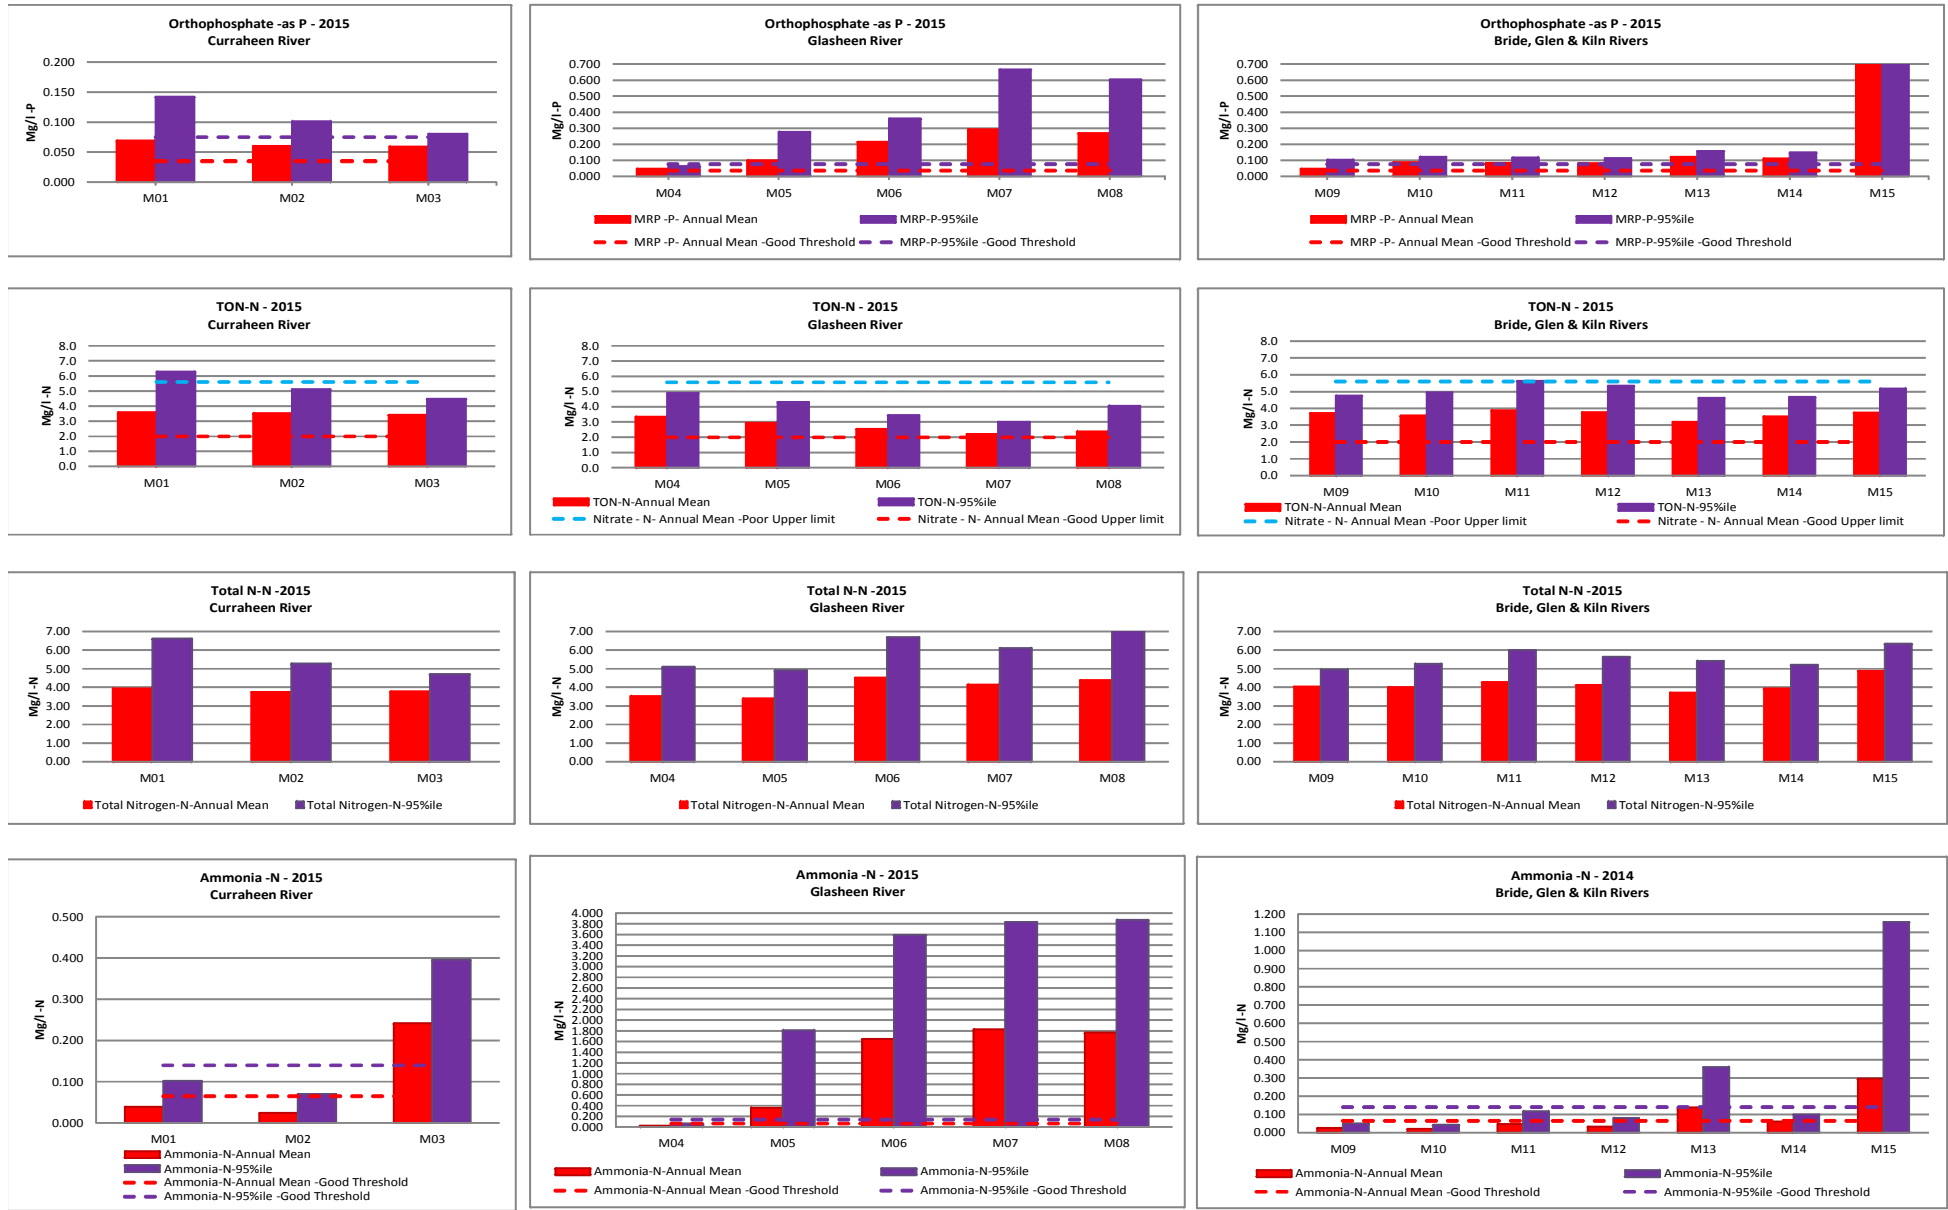 Orthophosphate -as P - 2015
Curraheen River
Mg/l -P
0.200
0.150
0.100
0.050
0.000
M01 M02 M03
Orthophosphate -as P - 2015
Glasheen River
Mg/l -P
0.700
0.600
0.500
0.400
0.300
0.200
0.100
0.000
M04 M05 M06 M07 M08
MRP -P- Annual Mean MRP-P-95%ile
MRP -P- Annual Mean -Good Threshold MRP-P-95%ile -Good Threshold
Orthophosphate -as P - 2015
Bride, Glen & Kiln Rivers
Mg/l -P
0.700
0.600
0.500
0.400
0.300
0.200
0.100
0.000
M09 M10 M11 M12 M13 M14 M15
MRP -P- Annual Mean MRP-P-95%ile
MRP -P- Annual Mean -Good Threshold MRP-P-95%ile -Good Threshold
TON-N - 2015
Curraheen River
Mg/l -N
8.0
7.0
6.0
5.0
4.0
3.0
2.0
1.0
0.0
M01 M02 M03
TON-N - 2015
Glasheen River
Mg/l -N
8.0
7.0
6.0
5.0
4.0
3.0
2.0
1.0
0.0
M04 M05 M06 M07 M08
TON-N-Annual Mean TON-N-95%ile
Nitrate - N- Annual Mean -Poor Upper limit Nitrate - N- Annual Mean -Good Upper limit
TON-N - 2015
Bride, Glen & Kiln Rivers
Mg/l -N
8.0
7.0
6.0
5.0
4.0
3.0
2.0
1.0
0.0
M09 M10 M11 M12 M13 M14 M15
TON-N-Annual Mean TON-N-95%ile
Nitrate - N- Annual Mean -Poor Upper limit Nitrate - N- Annual Mean -Good Upper limit
Total N-N -2015
Curraheen River
Mg/l -N
7.00
6.00
5.00
4.00
3.00
2.00
1.00
0.00
M01 M02 M03
Total Nitrogen-N-Annual Mean Total Nitrogen-N-95%ile
Total N-N -2015
Glasheen River
Mg/l -N
7.00
6.00
5.00
4.00
3.00
2.00
1.00
0.00
M04 M05 M06 M07 M08
Total Nitrogen-N-Annual Mean Total Nitrogen-N-95%ile
Total N-N -2015
Bride, Glen & Kiln Rivers
Mg/l -N
7.00
6.00
5.00
4.00
3.00
2.00
1.00
0.00
M09 M10 M11 M12 M13 M14 M15
Total Nitrogen-N-Annual Mean Total Nitrogen-N-95%ile
Ammonia -N - 2015
Curraheen River
Mg/l -N
0.500
0.400
0.300
0.200
0.100
0.000
M01 M02 M03
Ammonia-N-Annual Mean
Ammonia-N-95%ile
Ammonia-N-Annual Mean -Good Threshold
Ammonia-N-95%ile -Good Threshold
Ammonia -N - 2015
Glasheen River
Mg/l -N
4.000
3.800
3.600
3.400
3.200
3.000
2.800
2.600
2.400
2.200
2.000
1.800
1.600
1.400
1.200
1.000
0.800
0.600
0.400
0.200
0.000
M04 M05 M06 M07 M08
Ammonia-N-Annual Mean Ammonia-N-95%ile
Ammonia-N-Annual Mean -Good Threshold Ammonia-N-95%ile -Good Threshold
Ammonia -N - 2014
Bride, Glen & Kiln Rivers
Mg/l -N
1.200
1.100
1.000
0.900
0.800
0.700
0.600
0.500
0.400
0.300
0.200
0.100
0.000
M09 M10 M11 M12 M13 M14 M15
Ammonia-N-Annual Mean Ammonia-N-95%ile
Ammonia-N-Annual Mean -Good Threshold Ammonia-N-95%ile -Good Threshold